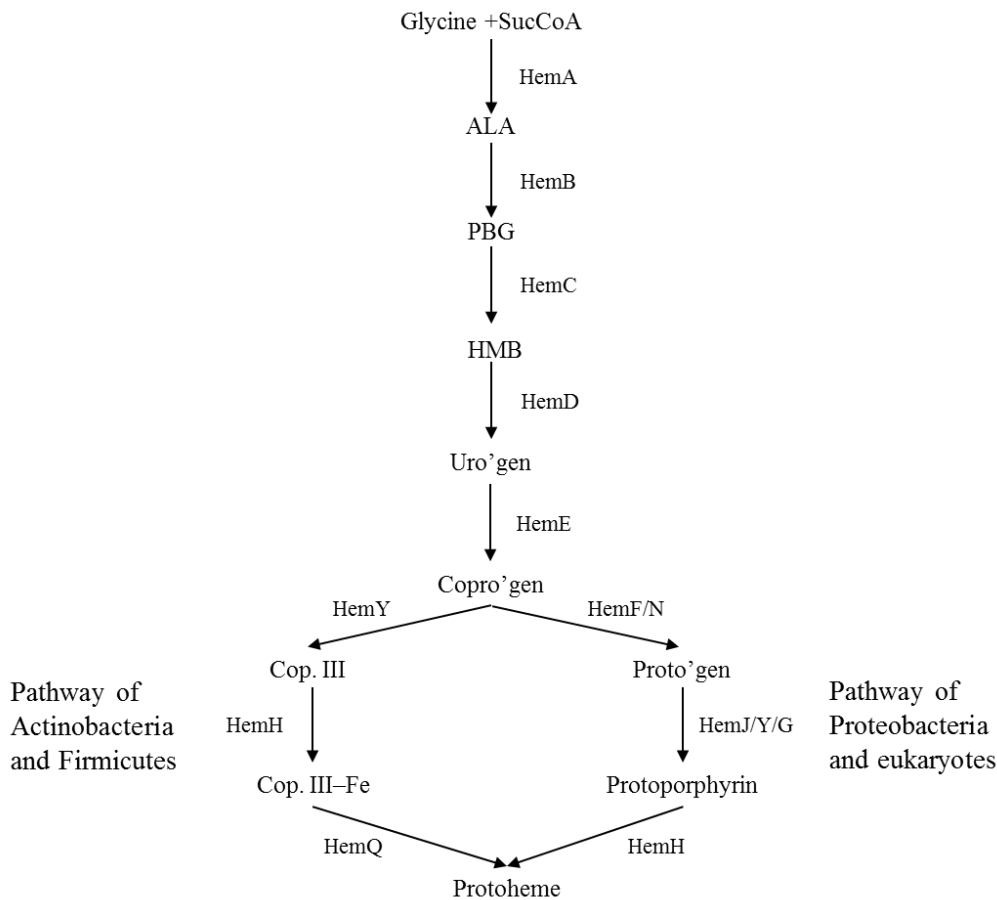 Glycine +SucCoA
HemA
ALA
HemB
PBG
HemC
HMB
HemD
Uro’gen
HemE
Copro’gen
HemY
HemF/N
Cop. III
Proto’gen
Pathway of
Actinobacteria
and Firmicutes
HemH
HemJ/Y/G
Pathway of
Proteobacteria
and eukaryotes
Cop. III–Fe
Protoporphyrin
HemQ
HemH
Protoheme